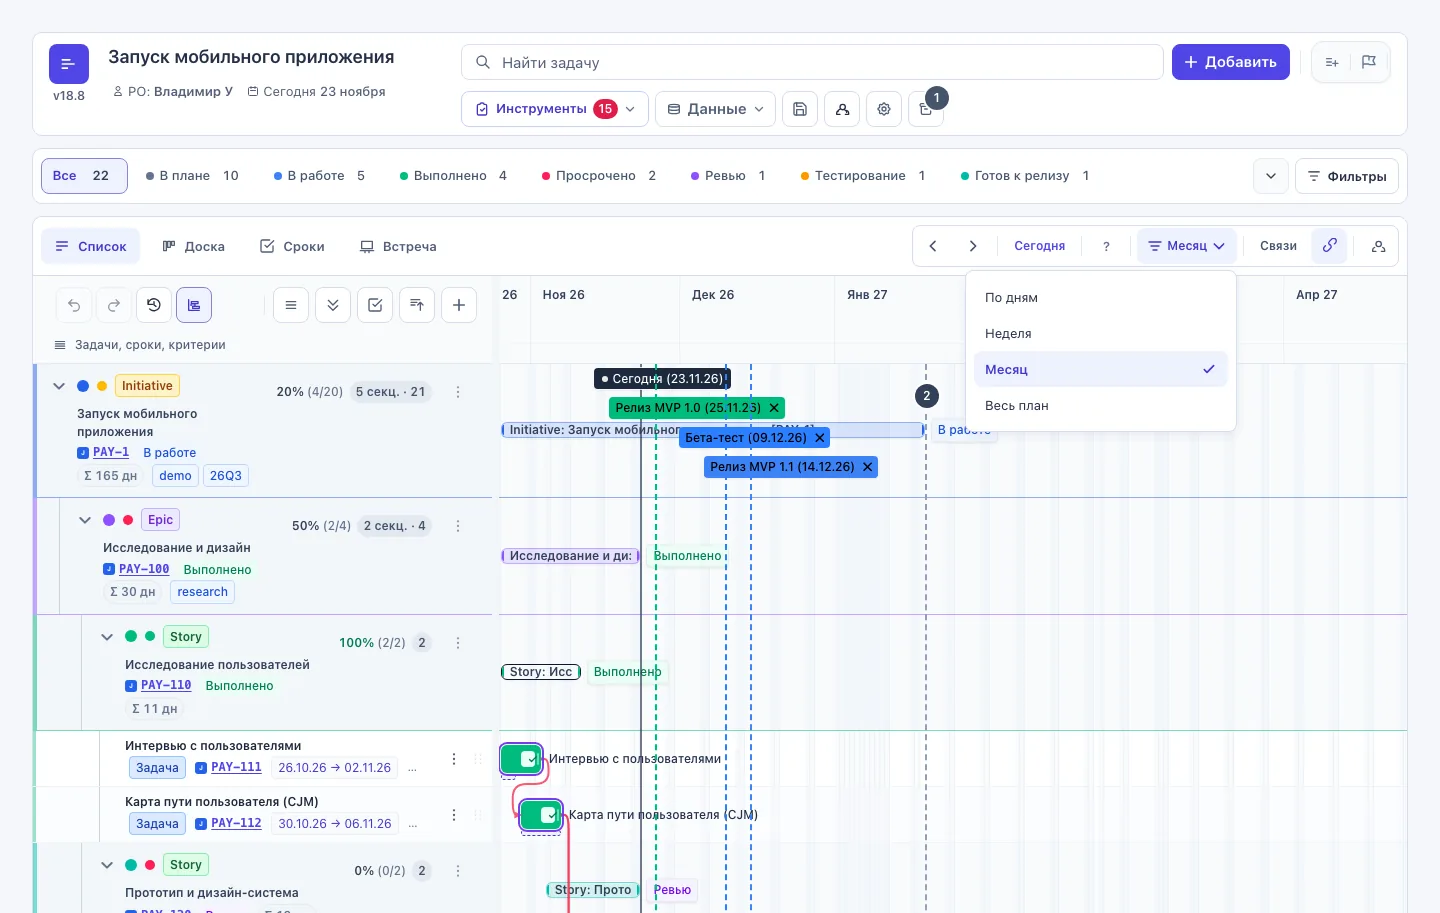 Запуск мобильного приложения
v18.8
PO: Владимир У
Сегодня 23 ноября
Найти задачу
Добавить
Инструменты 15
Данные
1
Все 22
В плане 10
В работе 5
Выполнено 4
Просрочено 2
Ревью 1
Тестирование 1
Готов к релизу 1
Фильтры
Список
Доска
Сроки
Встреча
Сегодня
?
Месяц
Связи
По дням
Неделя
Месяц
Весь план
Задачи, сроки, критерии
26
Ноя 26
Дек 26
Янв 27
Апр 27
Initiative
20% (4/20)
5 секц. · 21
Запуск мобильного
приложения
PAY-1
В работе
Σ 165 дн
demo
26Q3
Сегодня (23.11.26)
Релиз MVP 1.0 (25.11.26)
Initiative: Запуск мобильног
Бета-тест (09.12.26)
Релиз MVP 1.1 (14.12.26)
2
Epic
50% (2/4)
2 секц. · 4
Исследование и дизайн
PAY-100
Выполнено
Σ 30 дн
research
Исследование и ди:
Выполнено
Story
100% (2/2)
2
Исследование пользователей
PAY-110
Выполнено
Σ 11 дн
Story: Исс
Выполнено
Интервью с пользователями
Задача
PAY-111
26.10.26 → 02.11.26
...
Интервью с пользователями
Карта пути пользователя (CJM)
Задача
PAY-112
30.10.26 → 06.11.26
...
Карта пути пользователя (CJM)
Story
0% (0/2)
2
Прототип и дизайн-система
Story: Прото
Ревью